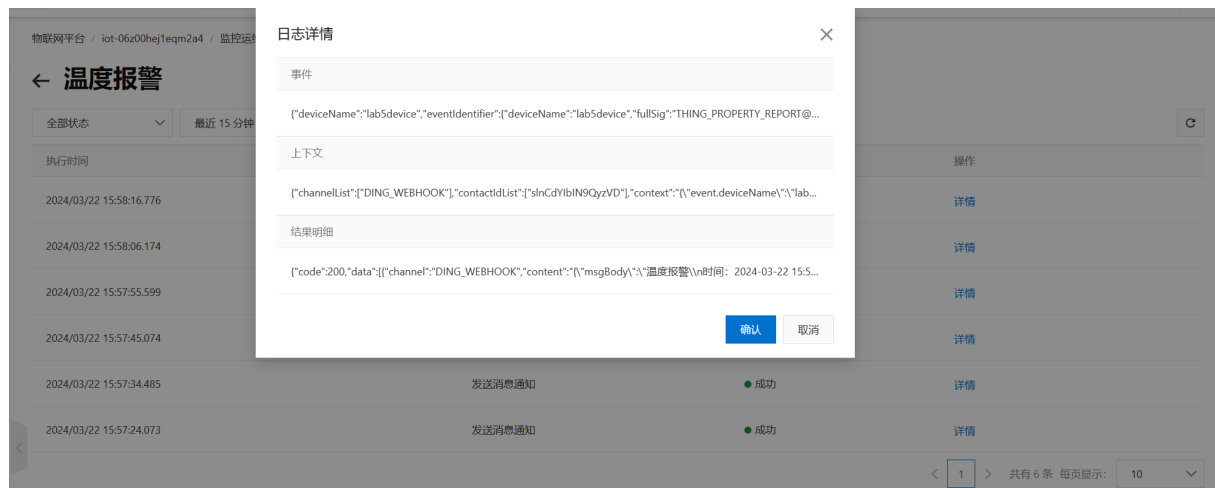 物联网平台 / iot-06z00hej1eqm2a4 / 监控运维
日志详情
← 温度报警
事件
全部状态 最近 15 分钟
{"deviceName":"lab5device","eventIdentifier":{"deviceName":"lab5device","fullSig":"THING_PROPERTY_REPORT@...
执行时间 操作
上下文
2024/03/22 15:58:16.776 详情
{"channelList":["DING_WEBHOOK"],"contactIdList":["slnCdYIbIN9QyzVD"],"context":"{\"event.deviceName\":\"lab...
结果明细
2024/03/22 15:58:06.174 详情
{"code":200,"data":[{"channel":"DING_WEBHOOK","content":"{\"msgBody\":\"温度报警\\n时间：2024-03-22 15:5...
2024/03/22 15:57:55.599 详情
确认 取消
2024/03/22 15:57:45.074 详情
2024/03/22 15:57:34.485 发送消息通知 成功 详情
2024/03/22 15:57:24.073 发送消息通知 成功 详情
< 1 > 共有 6 条 每页显示： 10